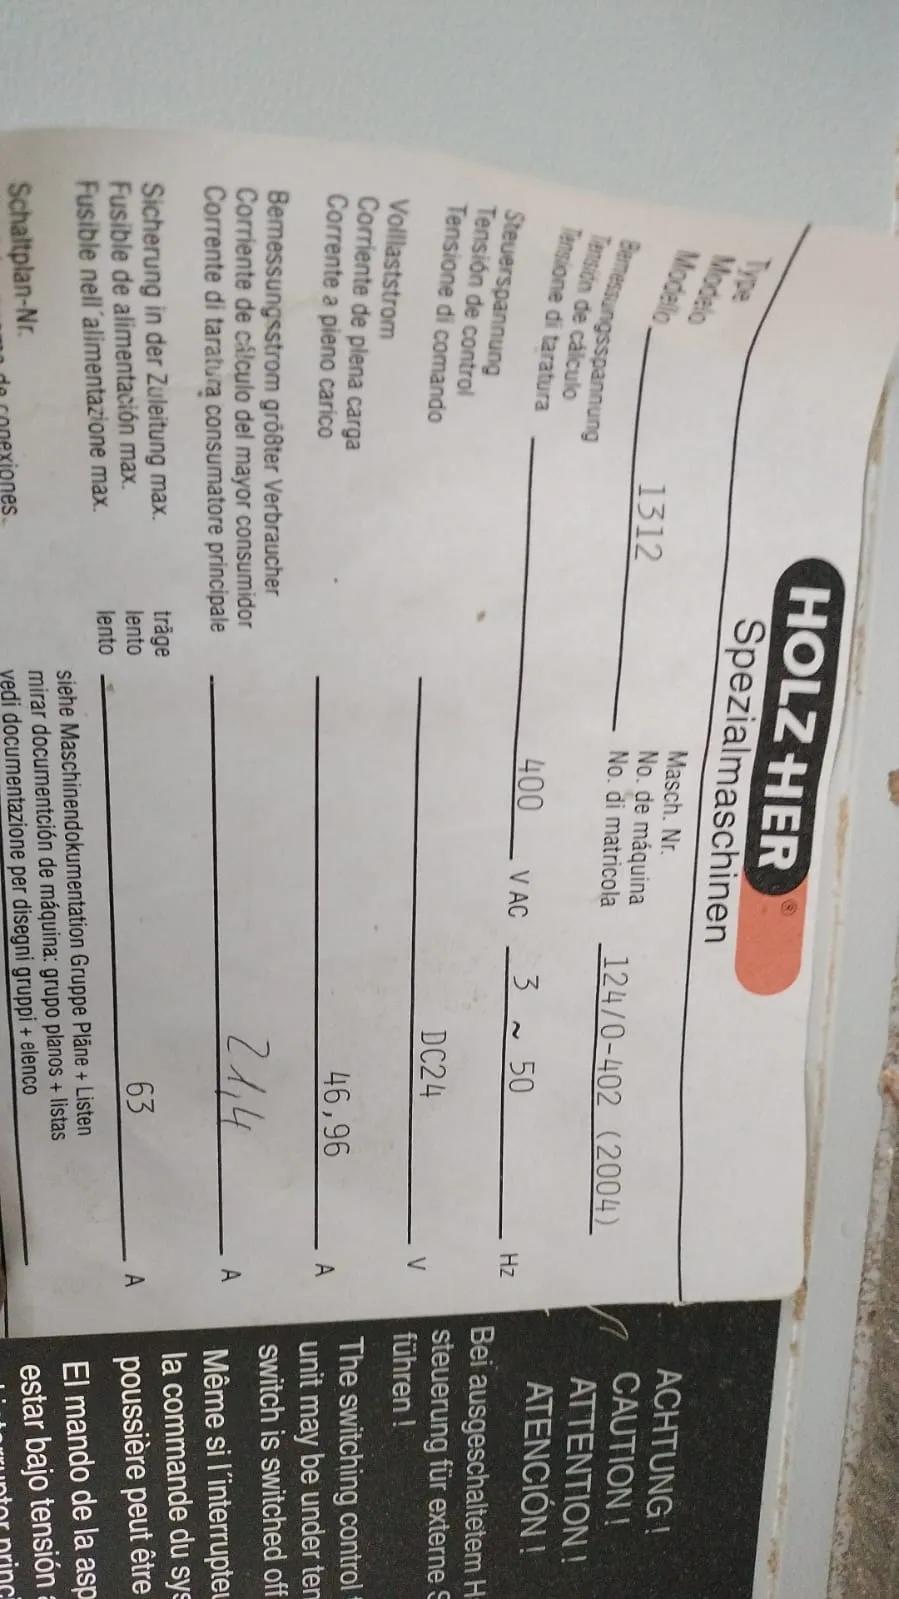 HOLZ-HER®
Spezialmaschinen
Type
Modelo
Modello 1312
Masch. Nr.
No. de máquina
No. di matricola 124/0-402 (2004)
Bemessungsspannung
Tensión de cálculo
Tensione di taratura 400 VAC 3 ~ 50 Hz
Steuerspannung
Tensión de control
Tensione di comando DC24 V
Vollaststrom
Corriente de plena carga
Corrente a pieno carico 46,96 A
Bemessungsstrom größter Verbraucher
Corriente de cálculo del mayor consumidor
Corrente di taratura consumatore principale 21,4 A
Sicherung in der Zuleitung max. träge
Fusible de alimentación max. lento
Fusible nell'alimentazione max. lento 63 A
Schaltplan-Nr.
de conexiones
siehe Maschinendokumentation Gruppe Pläne + Listen
mirar documentción de máquina: grupo planos + listas
vedi documentazione per disegni gruppi + elenco
ACHTUNG!
CAUTION!
ATTENTION!
ATENCIÓN!
Bei ausgeschaltetem H
steuerung für externe
führen!
The switching control
unit may be under ten
switch is switched off
Même si l'interrupteu
la commande du sys
poussière peut être
El mando de la asp
estar bajo tensión